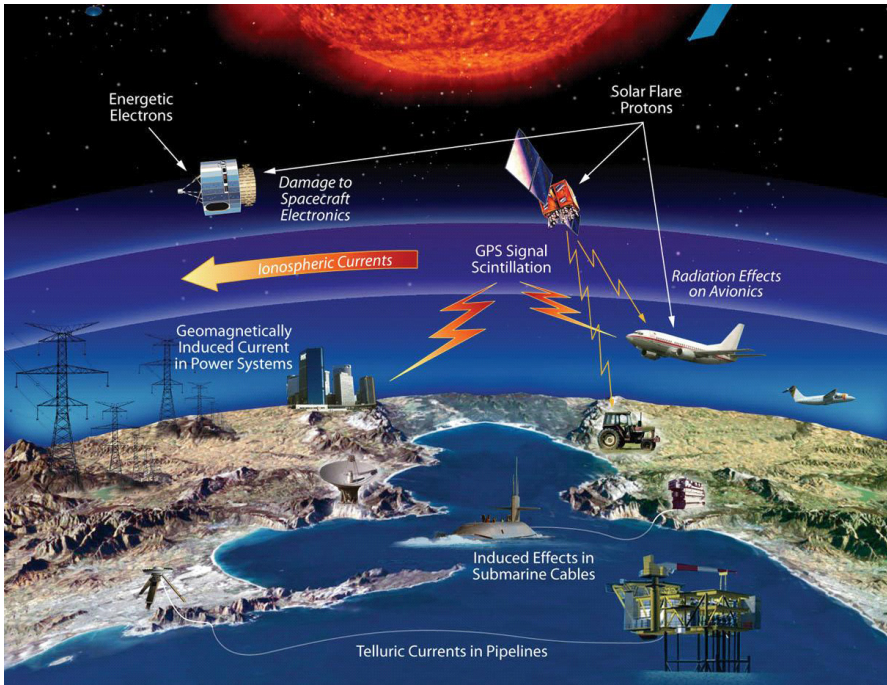 Energetic
Electrons
Solar Flare
Protons
Damage to
Spacecraft
Electronics
GPS Signal
Scintillation
Ionospheric Currents
Radiation Effects
on Avionics
Geomagnetically
Induced Current
in Power Systems
Induced Effects in
Submarine Cables
Telluric Currents in Pipelines